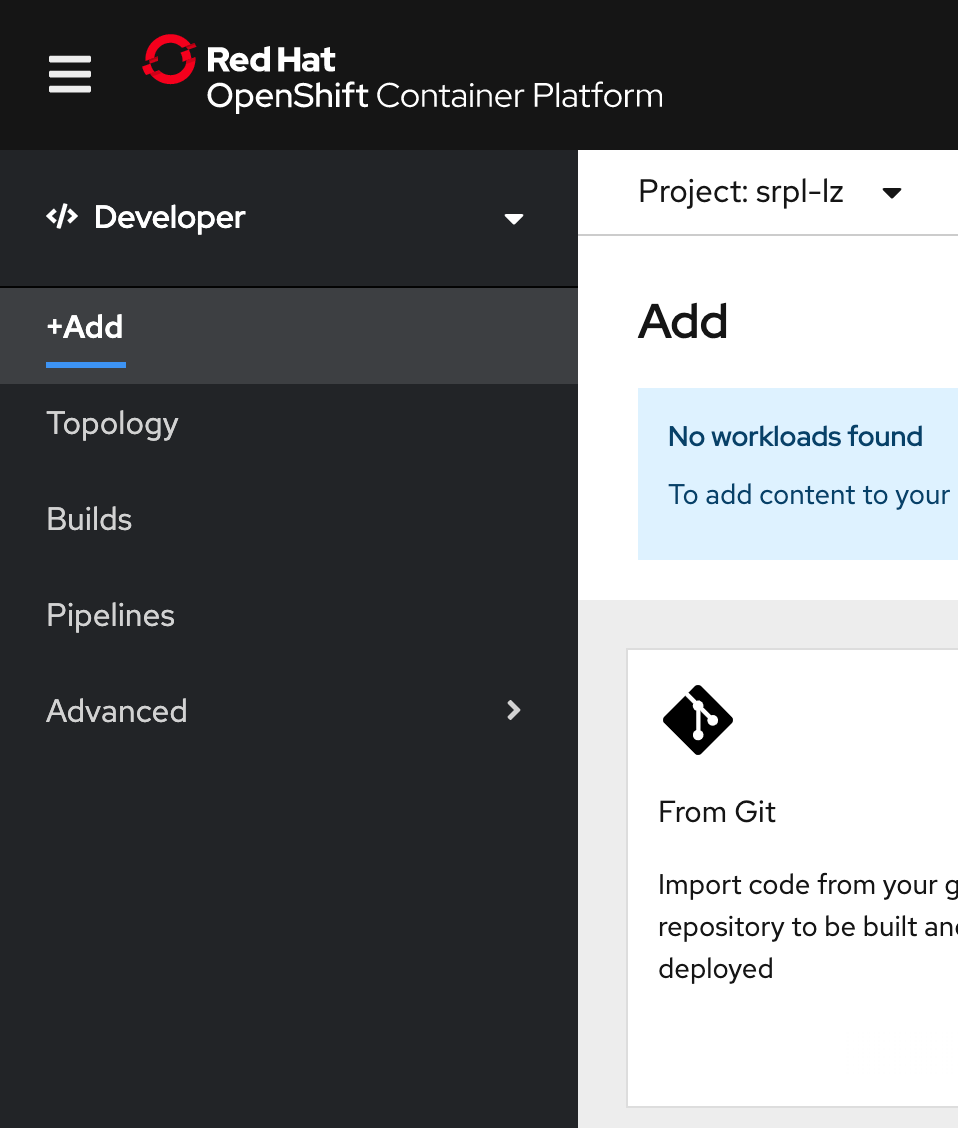 Red Hat
OpenShift Container Platform
Developer
Project: srpl-lz
+Add
Topology
Builds
Pipelines
Advanced
Add
No workloads found
To add content to your
From Git
Import code from your g
repository to be built an
deployed